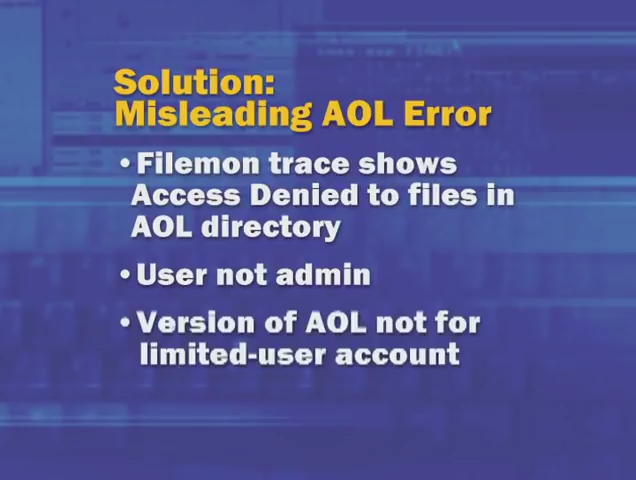 Solution:
Misleading AOL Error
•Filemon trace shows
Access Denied to files in
AOL directory
•User not admin
•Version of AOL not for
limited-user account